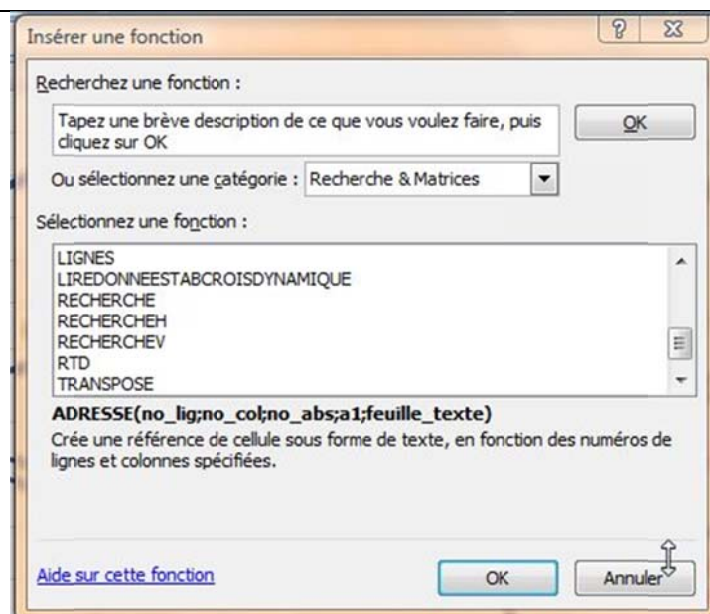 Insérer une fonction
Recherchez une fonction :
Tapez une brève description de ce que vous voulez faire, puis
cliquez sur OK
OK
Ou sélectionnez une catégorie : Recherche & Matrices
Sélectionnez une fonction :
LIGNES
LIREDONNEESTABCROISDYNAMIQUE
RECHERCHE
RECHERCHEH
RECHERCHEV
RTD
TRANSPOSE
ADRESSE(no_lig;no_col;no_abs;a1;feuille_texte)
Crée une référence de cellule sous forme de texte, en fonction des numéros de
lignes et colonnes spécifiées.
Aide sur cette fonction
OK
Annuler